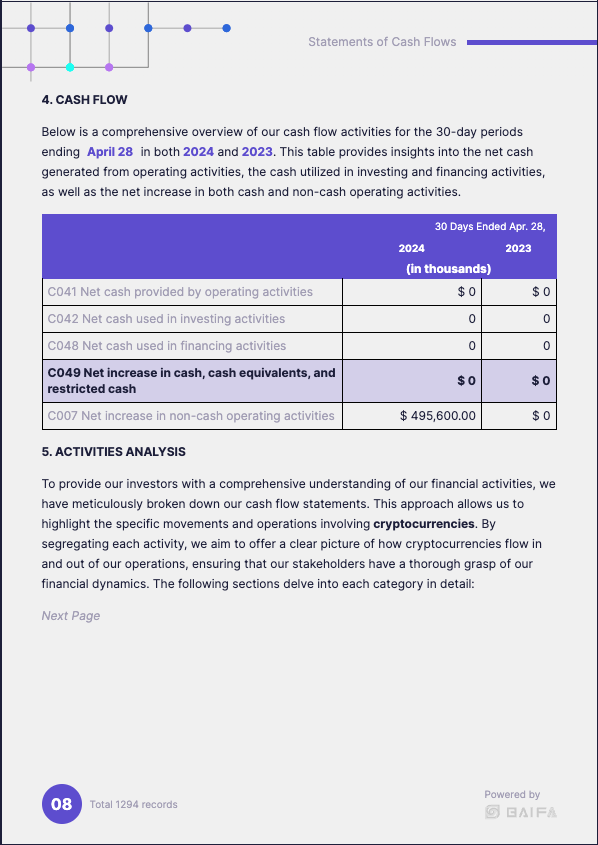 Statements of Cash Flows
4. CASH FLOW
Below is a comprehensive overview of our cash flow activities for the 30-day periods
ending April 28 in both 2024 and 2023. This table provides insights into the net cash
generated from operating activities, the cash utilized in investing and financing activities,
as well as the net increase in both cash and non-cash operating activities.
30 Days Ended Apr. 28,
2024 2023
(in thousands)
C041 Net cash provided by operating activities $ 0 $ 0
C042 Net cash used in investing activities 0 0
C048 Net cash used in financing activities 0 0
C049 Net increase in cash, cash equivalents, and
restricted cash $ 0 $ 0
C007 Net increase in non-cash operating activities $ 495,600.00 $ 0
5. ACTIVITIES ANALYSIS
To provide our investors with a comprehensive understanding of our financial activities, we
have meticulously broken down our cash flow statements. This approach allows us to
highlight the specific movements and operations involving cryptocurrencies. By
segregating each activity, we aim to offer a clear picture of how cryptocurrencies flow in
and out of our operations, ensuring that our stakeholders have a thorough grasp of our
financial dynamics. The following sections delve into each category in detail:
Next Page
08 Total 1294 records
Powered by
BAIFA